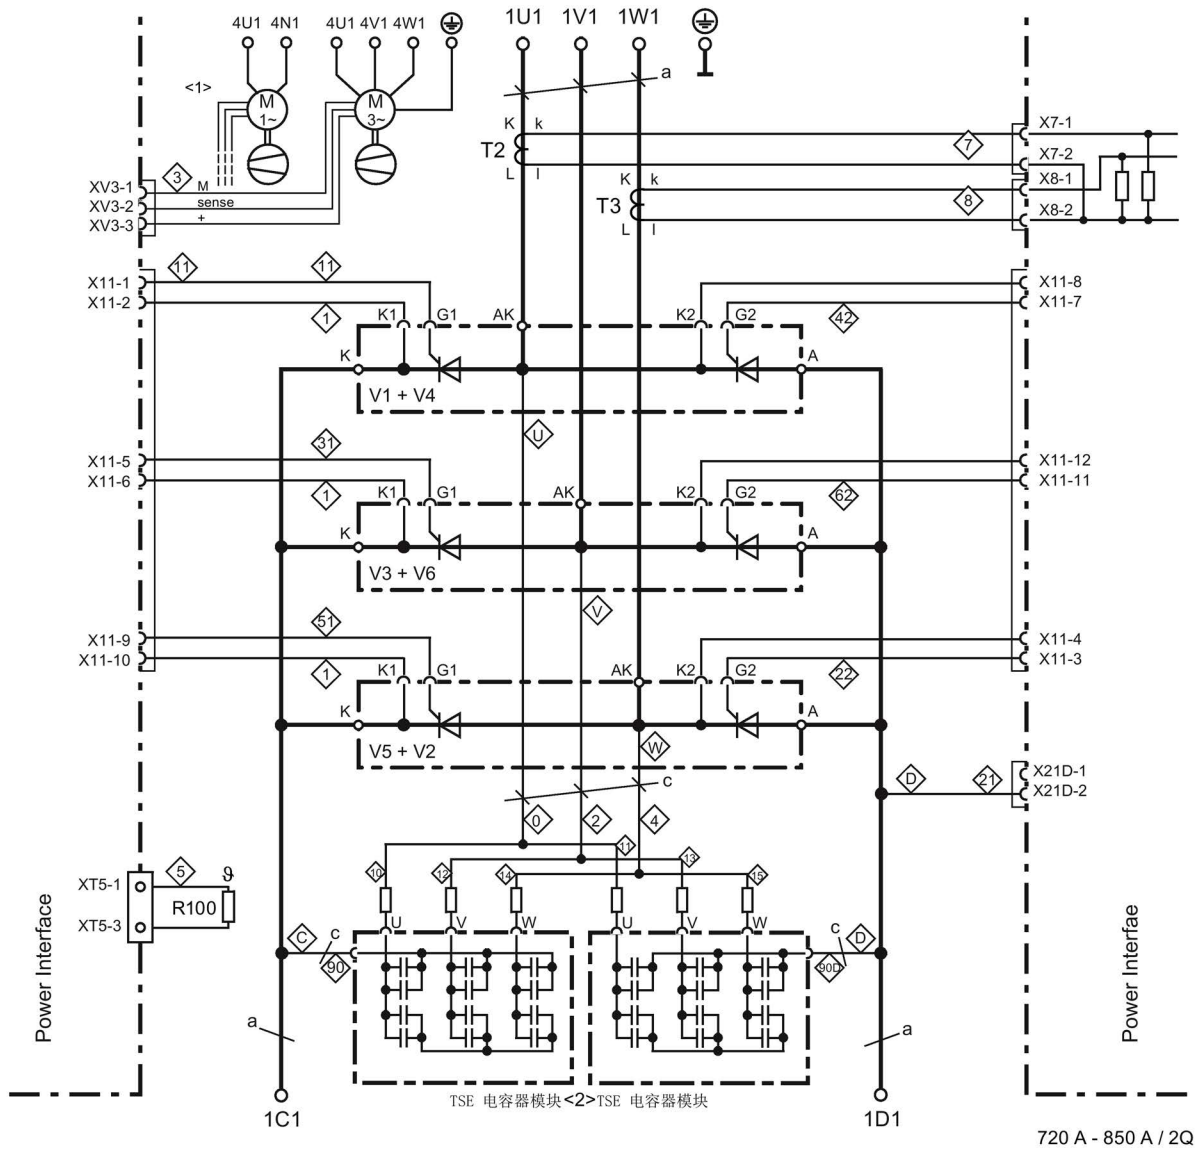 4U1 4N1 4U1 4V1 4W1 1U1 1V1 1W1
<1>
a
M
1~
M
3~
K k
T2
L l
K k
T3
L l
7
8
X7-1
X7-2
X8-1
X8-2
3
XV3-1
XV3-2
XV3-3
M
sense
+
11 11
X11-1
X11-2
1
K1 G1 AK K2 G2
42
X11-8
X11-7
K A
V1 + V4
U
31
X11-5
X11-6
1
K1 G1 AK K2 G2
62
X11-12
X11-11
K A
V3 + V6
V
51
X11-9
X11-10
1
K1 G1 AK K2 G2
22
X11-4
X11-3
K A
V5 + V2
W
c
0 2 4
D 21
X21D-1
X21D-2
10 12 14 11 13 15
5
XT5-1
XT5-3
R100
ϑ
U V W U V W
C c 90
90D c D
a a
Power Interface
Power Interfae
TSE 电容器模块<2>TSE 电容器模块
1C1 1D1
720 A - 850 A / 2Q